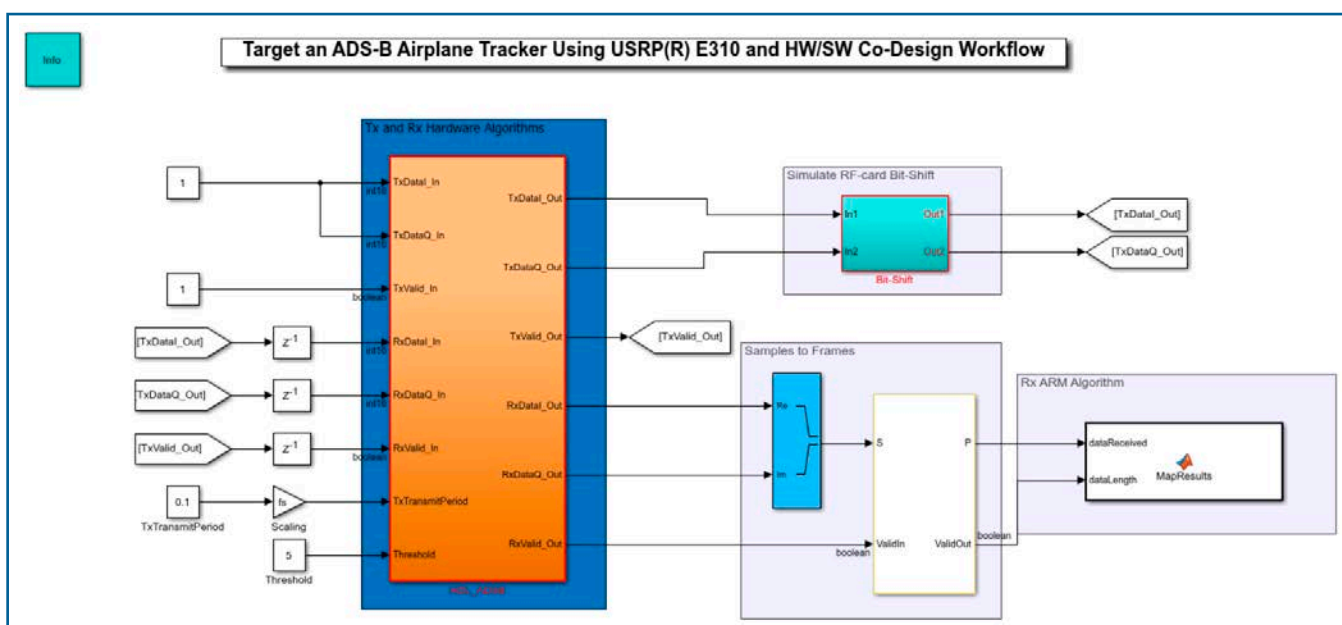 Info
Target an ADS-B Airplane Tracker Using USRP(R) E310 and HW/SW Co-Design Workflow
Tx and Rx Hardware Algorithms
1
int16
TxDataI_In
int16
TxDataQ_In
1
boolean
TxValid_In
[TxDataI_Out]
Z-1
int16
RxDataI_In
[TxDataQ_Out]
Z-1
int16
RxDataQ_In
[TxValid_Out]
Z-1
boolean
RxValid_In
0.1
TxTransmitPeriod
fs
Scaling
TxTransmitPeriod
5
Threshold
Threshold
TxDataI_Out
TxDataQ_Out
TxValid_Out
RxDataI_Out
RxDataQ_Out
RxValid_Out
Simulate RF-card Bit-Shift
In1
Out1
In2
Out2
Bit-Shift
[TxDataI_Out]
[TxDataQ_Out]
[TxValid_Out]
Samples to Frames
Re
Im
S
P
boolean
ValidIn
ValidOut
boolean
Rx ARM Algorithm
dataReceived
dataLength
MapResults